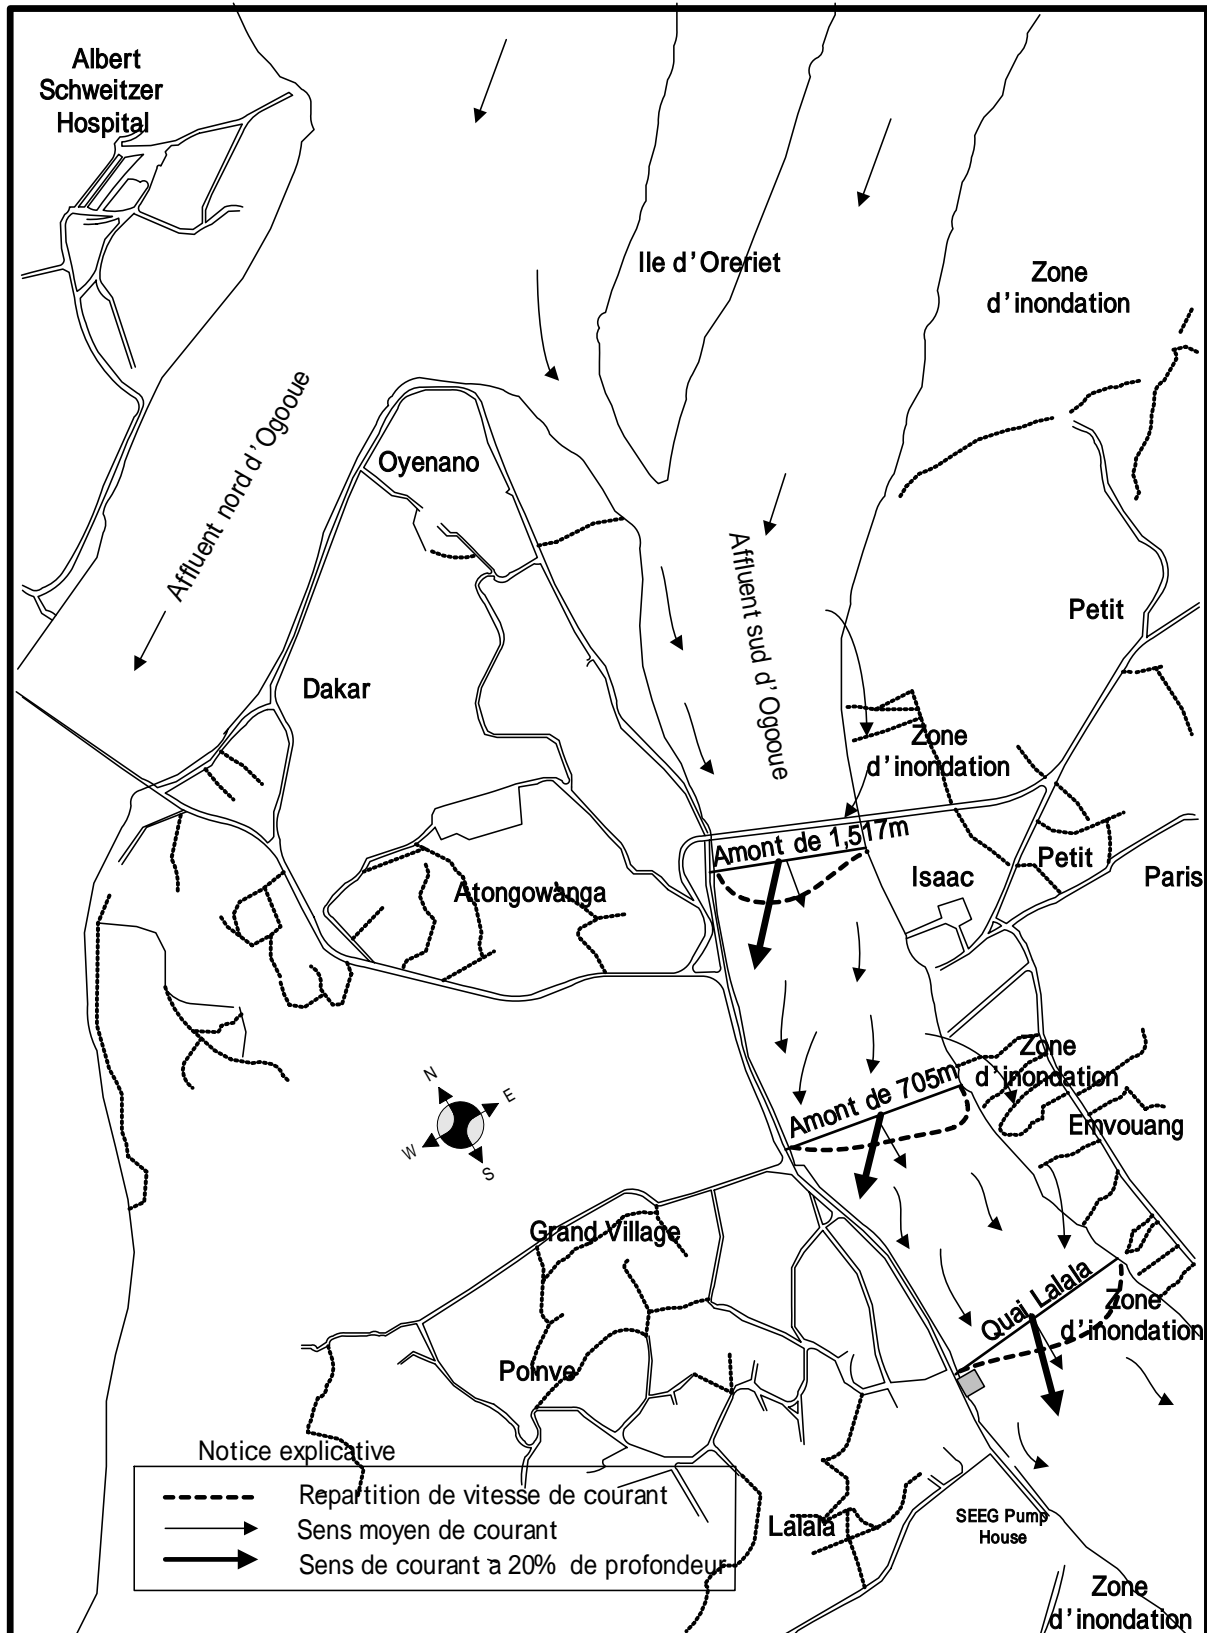 Albert
Schweitzer
Hospital
Ile d'Oreriet
Zone
d'inondation
Affluent nord d'Ogooue
Oyenano
Affluent sud d'Ogooue
Petit
Dakar
Zone
d'inondation
Amont de 1,517m
Petit
Isaac
Paris
Atongowanga
Zone
d'inondation
Amont de 705m
Emvouang
N
E
W
S
Grand Village
Quai Lalala
Zone
d'inondation
Poinve
Notice explicative
Repartition de vitesse de courant
Sens moyen de courant
Sens de courant a 20% de profondeur
Lalala
SEEG Pump
House
Zone
d'inondation